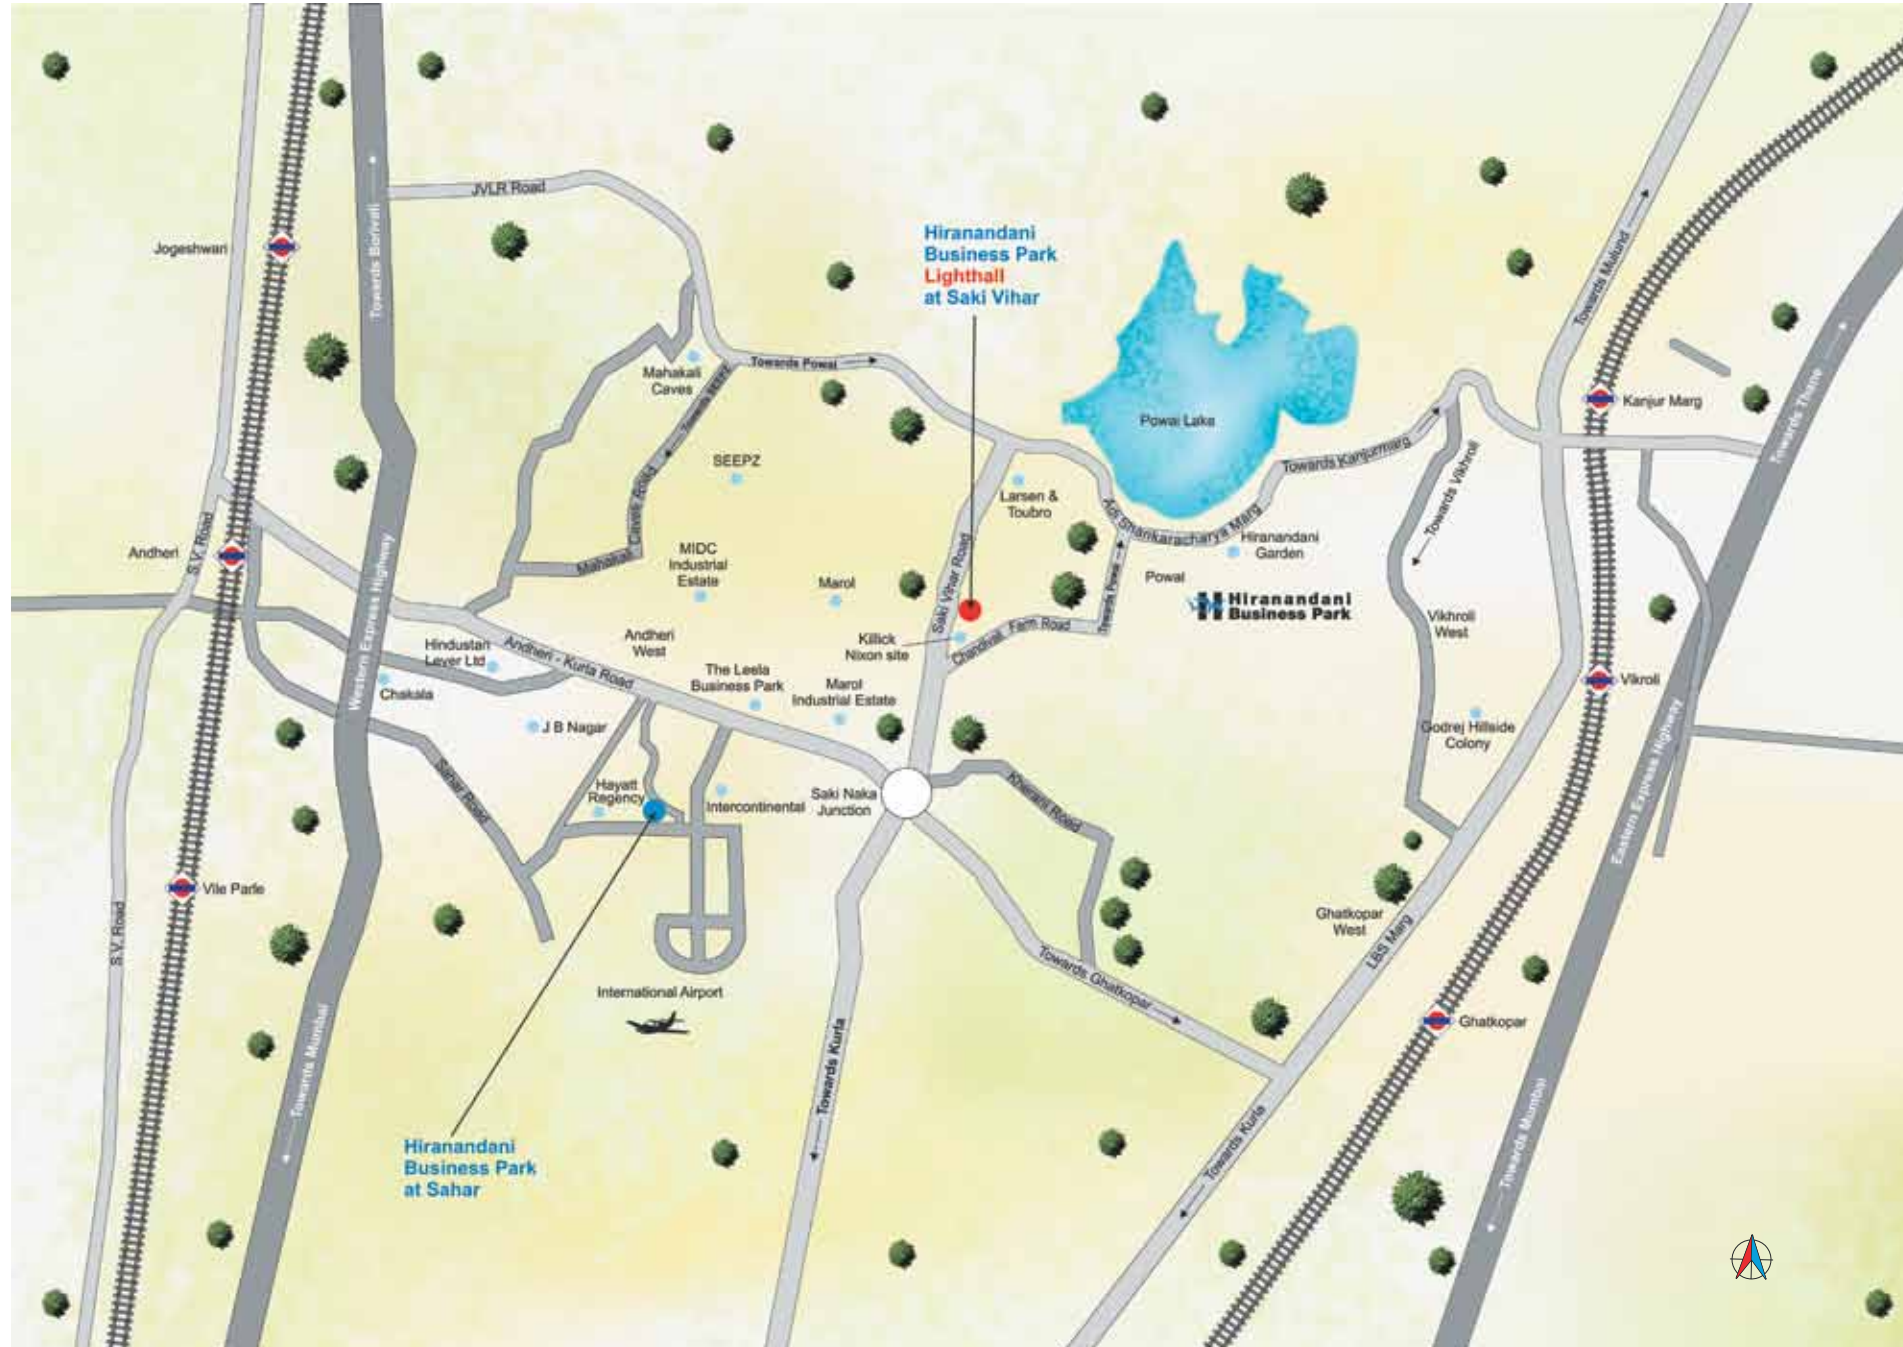 JVLR Road
Towards Borivali
Jogeshwari
Hiranandani
Business Park
Lighthall
at Saki Vihar
Towards Mulund
Mahakali
Caves
Towards Powai
Towards SEEPZ
Powai Lake
Kanjur Marg
Towards Thane
SEEPZ
Towards Kanjurmarg
Towards Vikhroli
Larsen &
Toubro
Mahakali Caves Road
S.V. Road
Andheri
Adi Shankaracharya Marg
Hiranandani
Garden
MIDC
Industrial
Estate
Marol
Saki Vihar Road
Towards Powai
Powai
Hiranandani
Business Park
Western Express Highway
Killick
Nixon site
Chandivali Farm Road
Vikhroli
West
Hindustan
Lever Ltd
Andheri - Kurla Road
Andheri
West
The Leela
Business Park
Marol
Industrial Estate
Chakala
Vikroli
J B Nagar
Godrej Hillside
Colony
Eastern Express Highway
Sahar Road
Hayatt
Regency
Intercontinental
Saki Naka
Junction
Kherani Road
Vile Parle
S.V. Road
Ghatkopar
West
LBS Marg
Towards Ghatkopar
International Airport
Ghatkopar
Towards Mumbai
Towards Kurla
Towards Kurla
Towards Mumbai
Hiranandani
Business Park
at Sahar